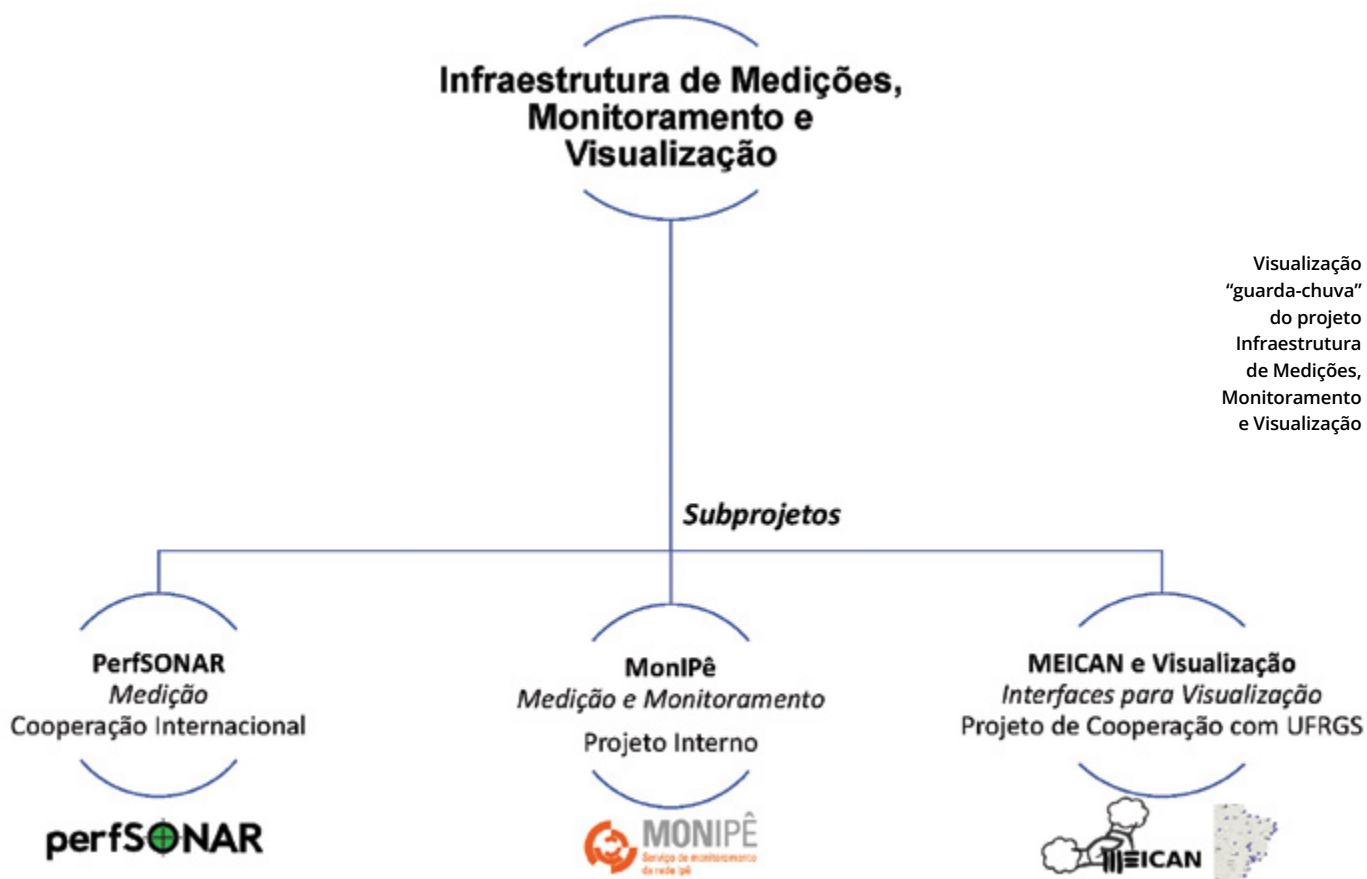 Infraestrutura de Medições,
Monitoramento e
Visualização
Visualização
“guarda-chuva”
do projeto
Infraestrutura
de Medições,
Monitoramento
e Visualização
Subprojetos
PerfSONAR
Medição
Cooperação Internacional
MonIPê
Medição e Monitoramento
Projeto Interno
MEICAN e Visualização
Interfaces para Visualização
Projeto de Cooperação com UFRGS
perfSONAR
MONIPÊ
Serviço de monitoramento
da rede Ipê
MEICAN